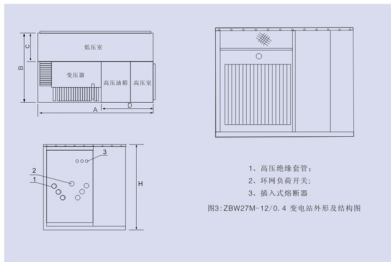 C
低压室
B
变压器
高压油箱
高压室
D
A
3
2
1
H
1、高压绝缘套管;
2、环网负荷开关;
3、插入式熔断器
图3:ZBW27M-12/0.4 变电站外形及结构图